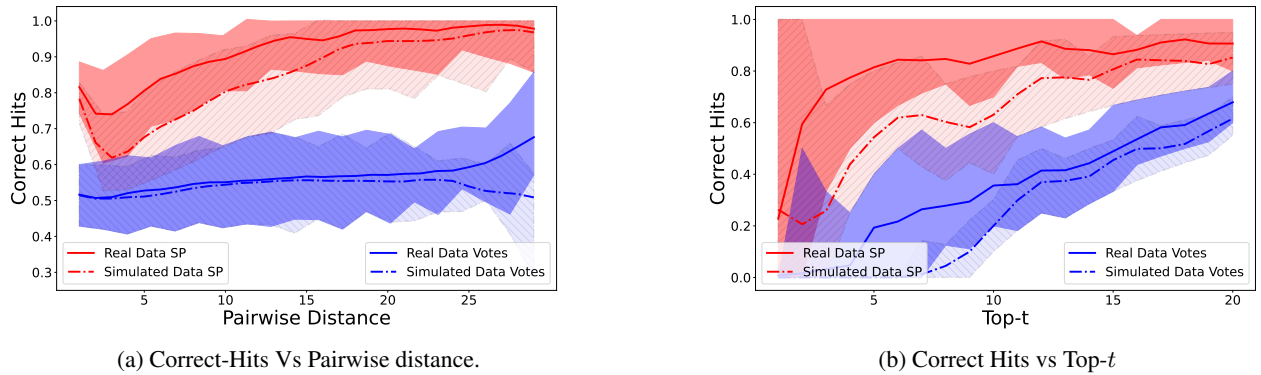 Correct Hits
1.0
0.9
0.8
0.7
0.6
0.5
0.4
0.3
Real Data SP
Simulated Data SP
Real Data Votes
Simulated Data Votes
5
10
15
20
25
Pairwise Distance
(a) Correct-Hits Vs Pairwise distance.
Correct Hits
1.0
0.8
0.6
0.4
0.2
0.0
Real Data SP
Simulated Data SP
Real Data Votes
Simulated Data Votes
5
10
15
20
Top-t
(b) Correct Hits vs Top-t